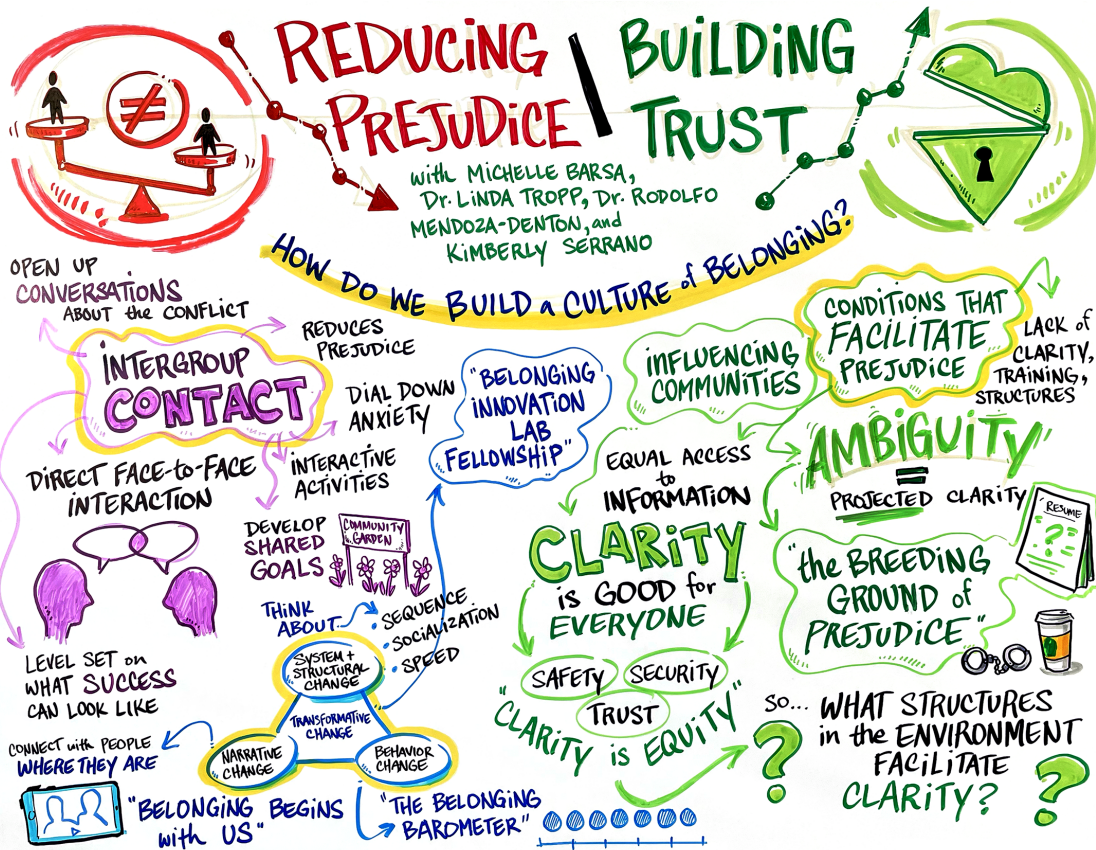 REDUCING
PREJUDICE
BUILDING
TRUST
with MICHELLE BARSA,
Dr. LINDA TROPP, Dr. RODOLFO
MENDOZA-DENTON, and
KIMBERLY SERRANO
HOW DO WE BUILD a CULTURE of BELONGING?
OPEN UP
CONVERSATIONS
ABOUT the CONFLICT
INTERGROUP
CONTACT
REDUCES
PREJUDICE
DIAL DOWN
ANXIETY
INTERACTIVE
ACTIVITIES
DIRECT FACE-to-FACE
INTERACTION
DEVELOP
SHARED
GOALS
COMMUNITY
GARDEN
LEVEL SET on
WHAT SUCCESS
CAN LOOK LIKE
"BELONGING
INNOVATION
LAB
FELLOWSHIP"
THINK
ABOUT...
• SEQUENCE
• SOCIALIZATION
• SPEED
SYSTEM +
STRUCTURAL
CHANGE
TRANSFORMATIVE
CHANGE
NARRATIVE
CHANGE
BEHAVIOR
CHANGE
CONNECT with PEOPLE
WHERE THEY ARE
"BELONGING BEGINS
with US"
"THE BELONGING
BAROMETER"
INFLUENCING
COMMUNITIES
EQUAL ACCESS
to
INFORMATION
CLARITY
is GOOD for
EVERYONE
SAFETY
SECURITY
TRUST
"CLARITY is EQUITY"
CONDITIONS THAT
FACILITATE
PREJUDICE
LACK of
CLARITY,
TRAINING,
STRUCTURES
AMBIGUITY"
=
PROJECTED CLARITY
RESUME
?
"the BREEDING
GROUND of
PREJUDICE"
SO... WHAT STRUCTURES
in the ENVIRONMENT
FACILITATE
CLARITY?
?
?